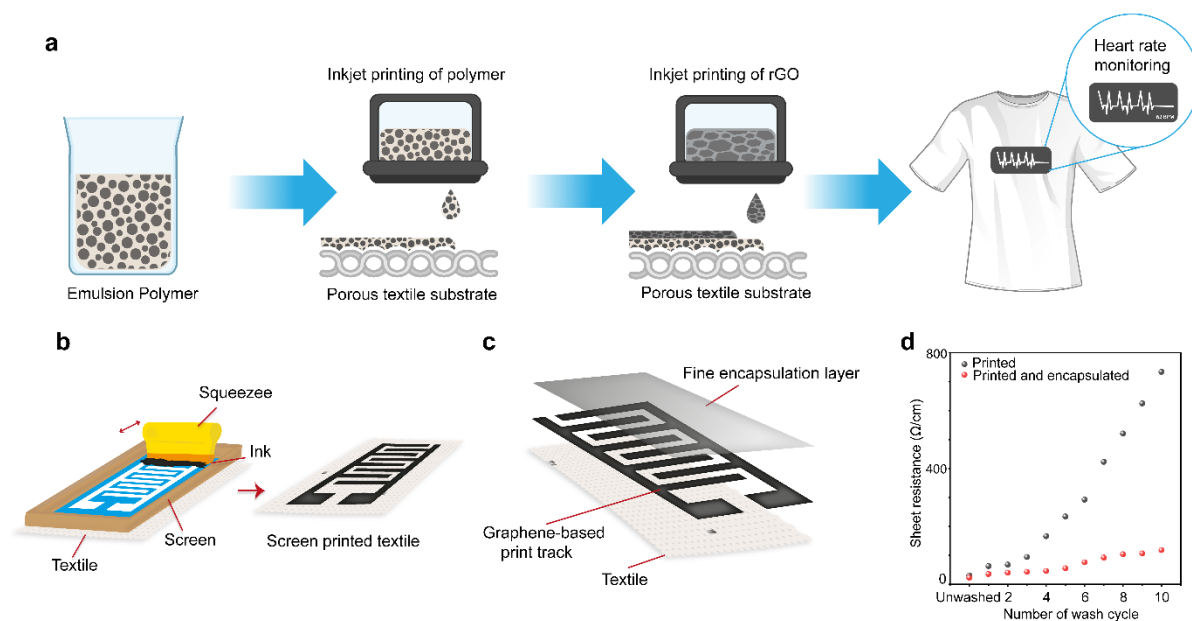 a
Inkjet printing of polymer
Inkjet printing of rGO
Heart rate
monitoring
Emulsion Polymer
Porous textile substrate
Porous textile substrate
b
Squeezee
Ink
Screen
Textile
Screen printed textile
c
Fine encapsulation layer
Graphene-based
print track
Textile
d
800
Printed
Printed and encapsulated
Sheet resistance (Ω/cm)
400
0
Unwashed 2 4 6 8 10
Number of wash cycle